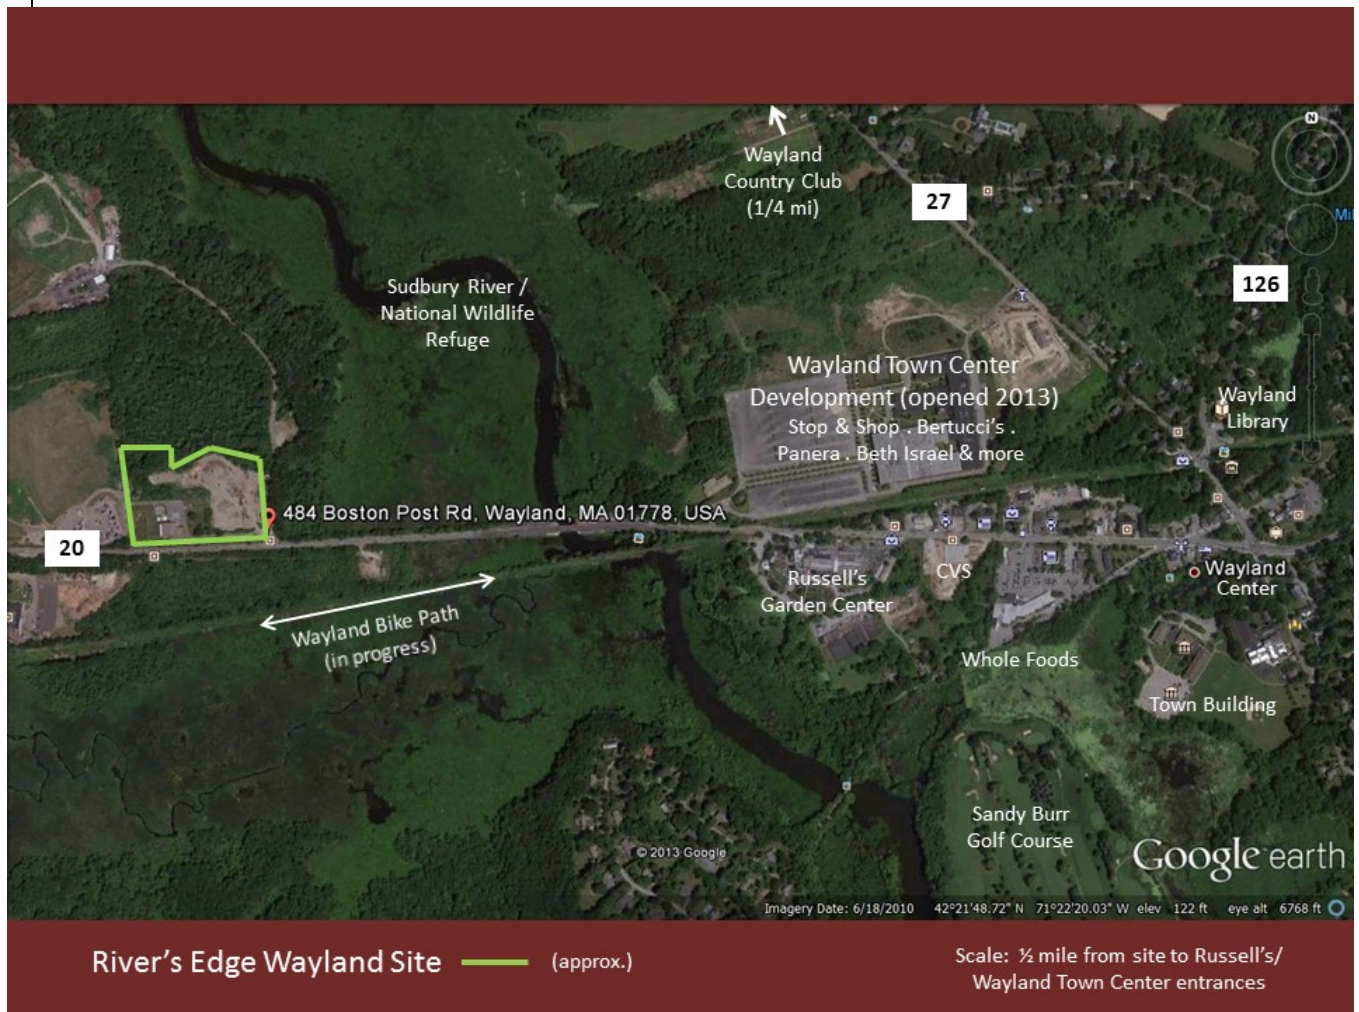 N
Wayland
Country Club
(1/4 mi)
27
Mil
126
Sudbury River /
National Wildlife
Refuge
Wayland Town Center
Development (opened 2013)
Stop & Shop . Bertucci's .
Panera . Beth Israel & more
Wayland
Library
484 Boston Post Rd, Wayland, MA 01778, USA
20
Russell's
Garden Center
CVS
Wayland
Center
Wayland Bike Path
(in progress)
Whole Foods
Town Building
Sandy Burr
Golf Course
© 2013 Google
Google earth
Imagery Date: 6/18/2010 42°21'48.72" N 71°22'20.03" W elev 122 ft eye alt 6768 ft
River's Edge Wayland Site (approx.)
Scale: ½ mile from site to Russell's/
Wayland Town Center entrances